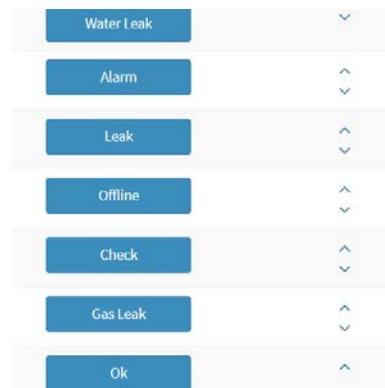 Water Leak
Alarm
Leak
Offline
Check
Gas Leak
Ok